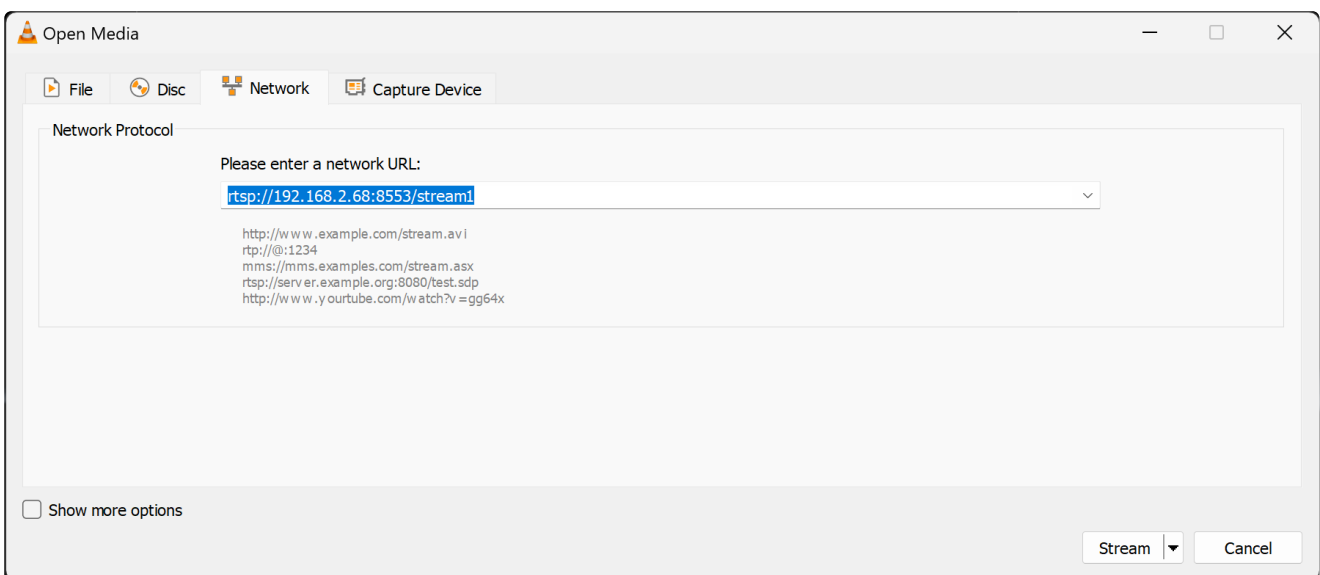 Open Media
File
Disc
Network
Capture Device
Network Protocol
Please enter a network URL:
rtsp://192.168.2.68:8553/stream1
http://www.example.com/stream.avi
rtp://@:1234
mms://mms.examples.com/stream.asx
rtsp://server.example.org:8080/test.sdp
http://www.yourtube.com/watch?v=gg64x
Show more options
Stream
Cancel